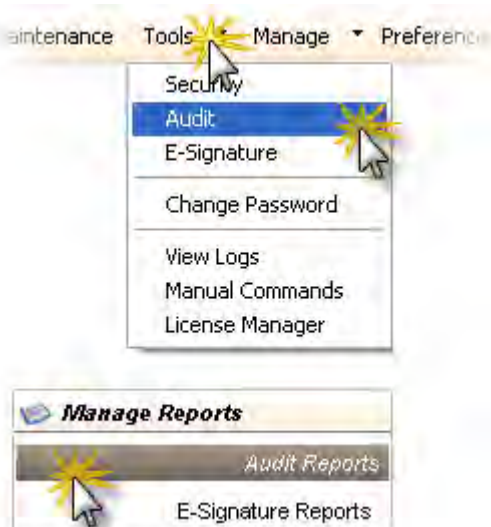 aintenance Tools Manage Preference
Security
Audit
E-Signature
Change Password
View Logs
Manual Commands
License Manager
Manage Reports
Audit Reports
E-Signature Reports